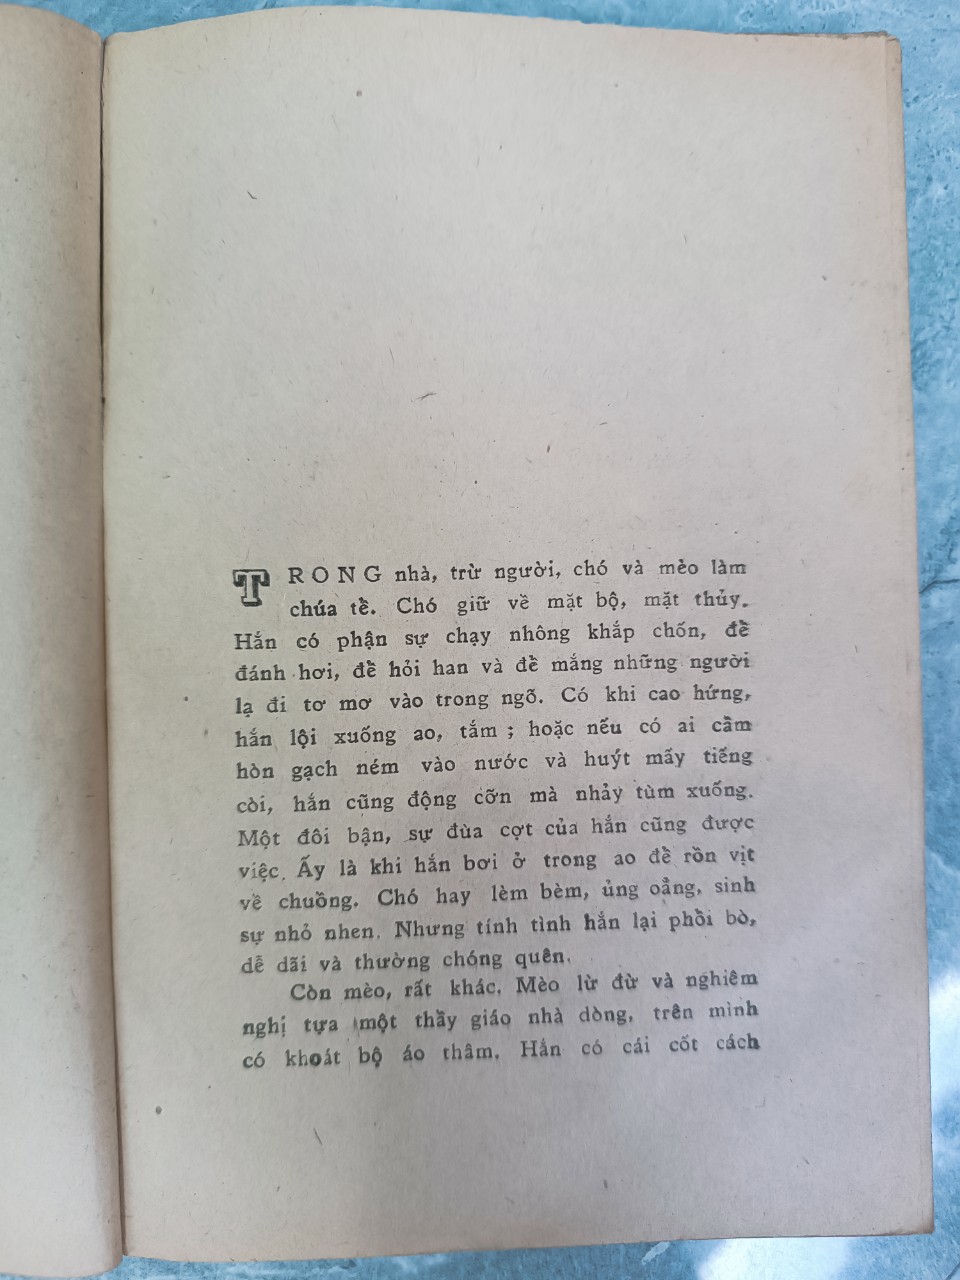 TRONG nhà, trừ người, chó và mèo làm
chúa tể. Chó giữ về mặt bộ, mặt thủy.
Hắn có phận sự chạy nhông khắp chốn, để
đánh hơi, để hỏi han và để mắng những người
lạ đi tơ mơ vào trong ngõ. Có khi cao hứng,
hắn lội xuống ao, tắm ; hoặc nếu có ai cầm
hòn gạch ném vào nước và huýt mấy tiếng
còi, hắn cũng động cỡn mà nhảy tùm xuống.
Một đôi bận, sự đùa cợt của hắn cũng được
việc. Ấy là khi hắn bơi ở trong ao để rồn vịt
về chuồng. Chó hay lèm bèm, ủng oẳng, sinh
sự nhỏ nhen. Nhưng tính tình hắn lại phổi bò,
dễ dãi và thường chóng quên.
Còn mèo, rất khác. Mèo lừ đừ và nghiêm
nghị tựa một thầy giáo nhà dòng, trên mình
có khoát bộ áo thâm. Hắn có cái cốt cách